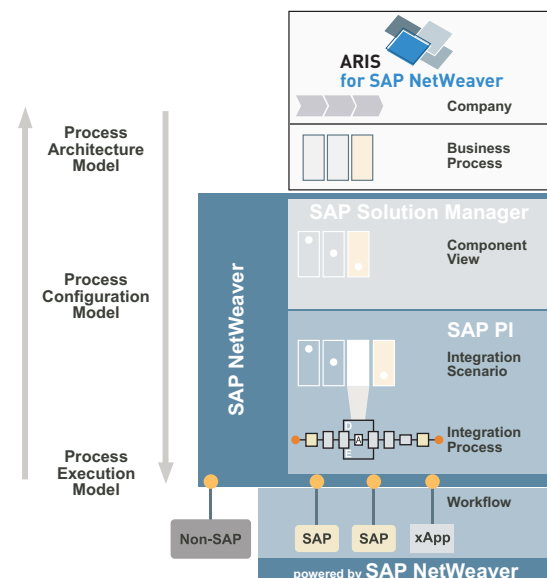 ARIS
for SAP NetWeaver
Company
Process
Architecture
Model
Business
Process
SAP Solution Manager
Component
View
Process
Configuration
Model
SAP NetWeaver
SAP PI
Integration
Scenario
D
A
E
Integration
Process
Process
Execution
Model
Workflow
Non-SAP
SAP
SAP
xApp
powered by SAP NetWeaver